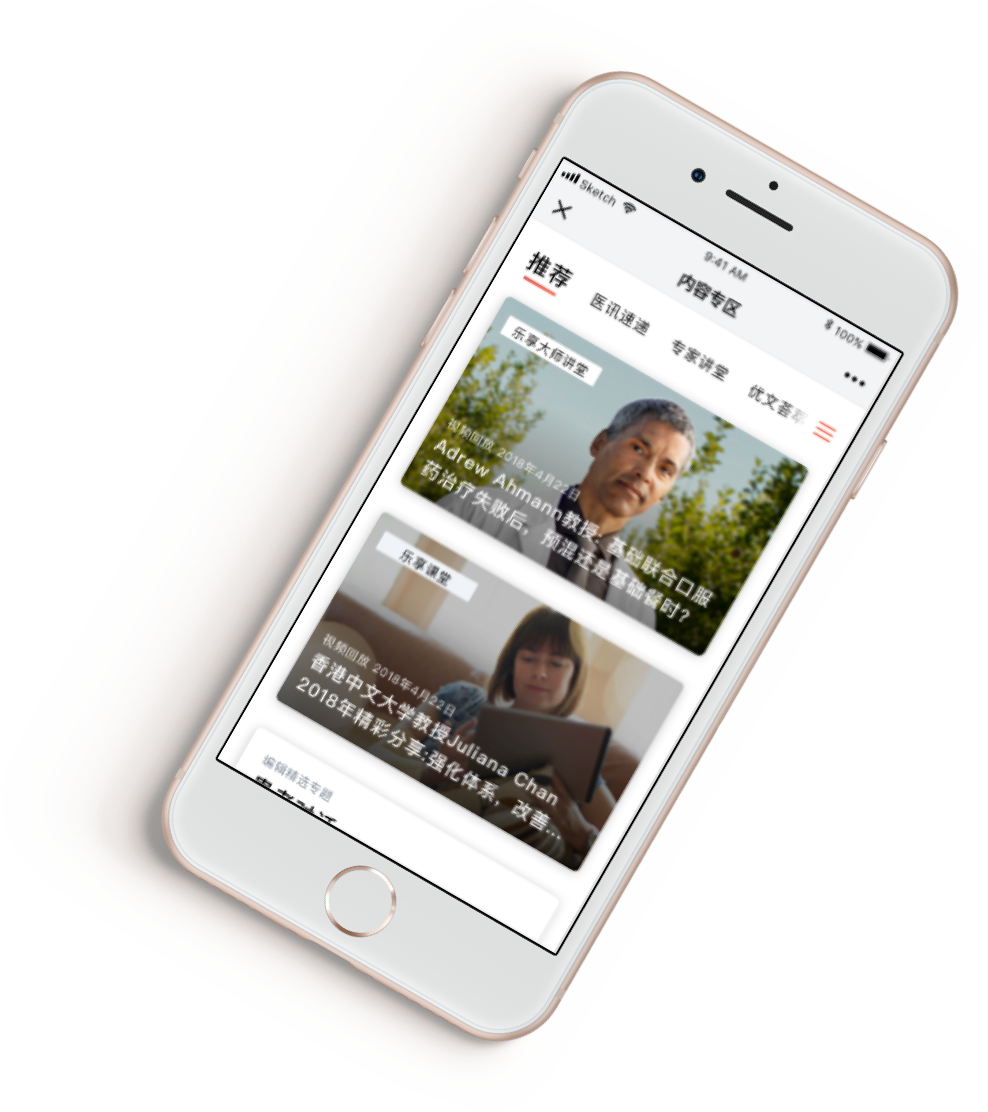 Sketch
9:41 AM
100%
内容专区
推荐
医讯速递
专家讲堂
优文荟萃
乐享大师讲堂
视频回放 2018年4月22日
Adrew Ahmann教授: 基础联合口服
药治疗失败后，预混还是基础餐时?
乐享课堂
视频回放 2018年4月22日
香港中文大学教授Juliana Chan
2018年精彩分享:强化体系，改善...
编辑精选专题